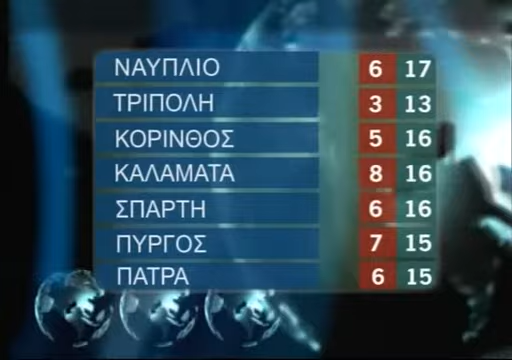 ΝΑΥΠΛΙΟ 6 17
ΤΡΙΠΟΛΗ 3 13
ΚΟΡΙΝΘΟΣ 5 16
ΚΑΛΑΜΑΤΑ 8 16
ΣΠΑΡΤΗ 6 16
ΠΥΡΓΟΣ 7 15
ΠΑΤΡΑ 6 15